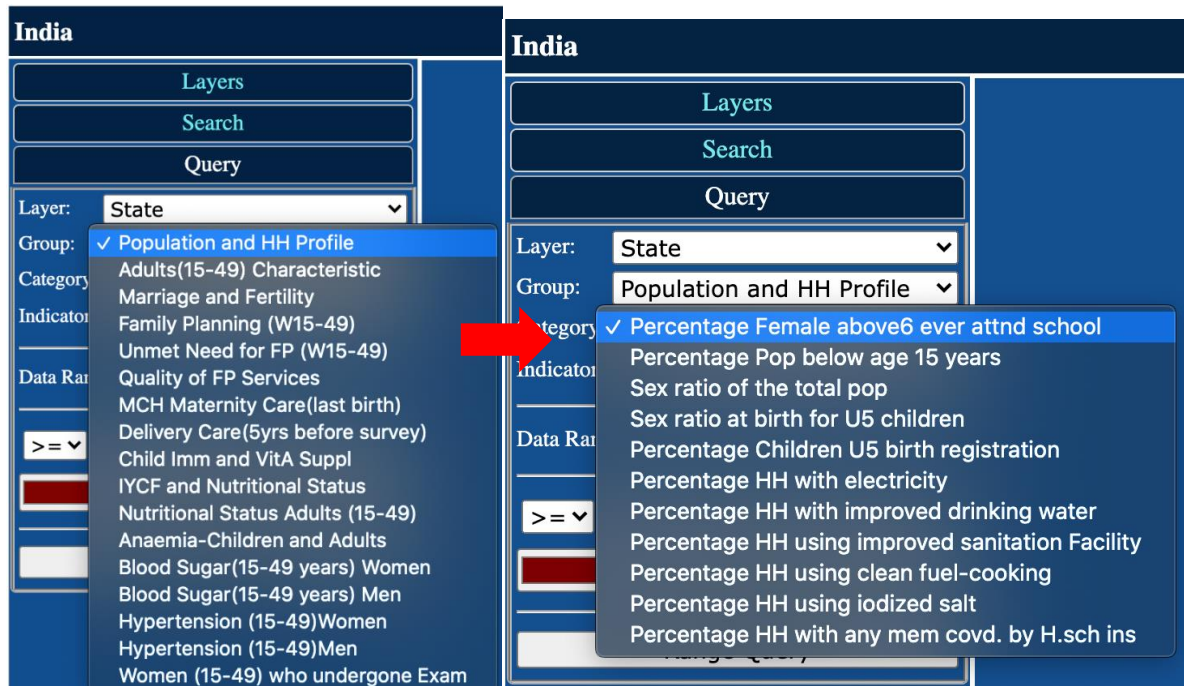 India
Layers
Search
Query
Layer: State
Group: ✓ Population and HH Profile
Adults(15-49) Characteristic
Category
Marriage and Fertility
Indicator
Family Planning (W15-49)
Unmet Need for FP (W15-49)
Data Ran
Quality of FP Services
MCH Maternity Care(last birth)
>=
Delivery Care(5yrs before survey)
Child Imm and VitA Suppl
IYCF and Nutritional Status
Nutritional Status Adults (15-49)
Anaemia-Children and Adults
Blood Sugar(15-49 years) Women
Blood Sugar(15-49 years) Men
Hypertension (15-49)Women
Hypertension (15-49)Men
Women (15-49) who undergone Exam
India
Layers
Search
Query
Layer: State
Group: Population and HH Profile
Category ✓ Percentage Female above6 ever attnd school
Percentage Pop below age 15 years
Indicator
Sex ratio of the total pop
Sex ratio at birth for U5 children
Data Ran
Percentage Children U5 birth registration
Percentage HH with electricity
>=
Percentage HH with improved drinking water
Percentage HH using improved sanitation Facility
Percentage HH using clean fuel-cooking
Percentage HH using iodized salt
Percentage HH with any mem covd. by H.sch ins
Range Query